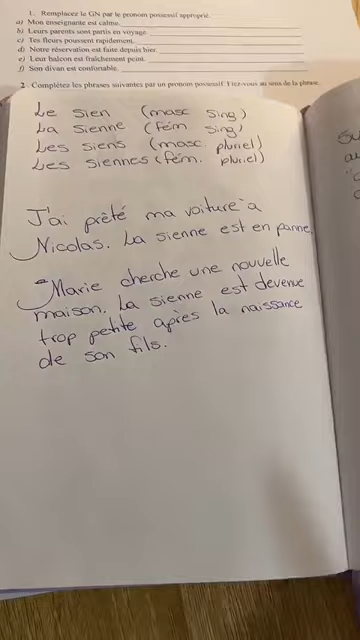 1. Remplacez le GN par le pronom possessif approprié.
a) Mon enseignante est calme.
b) Leurs parents sont partis en voyage.
c) Tes fleurs poussent rapidement.
d) Notre réservation est faite depuis hier.
e) Leur balcon est fraîchement peint.
f) Son divan est confortable.
2. Complétez les phrases suivantes par un pronom possessif. Fiez-vous au sens de la phrase.
Le sien (masc sing)
La sienne (fém. sing)
Les siens (masc. pluriel)
Les siennes (fém. pluriel)
J'ai prêté ma voiture à
Nicolas. La sienne est en panne.
Marie cherche une nouvelle
maison. La sienne est devenue
trop petite après la naissance
de son fils.